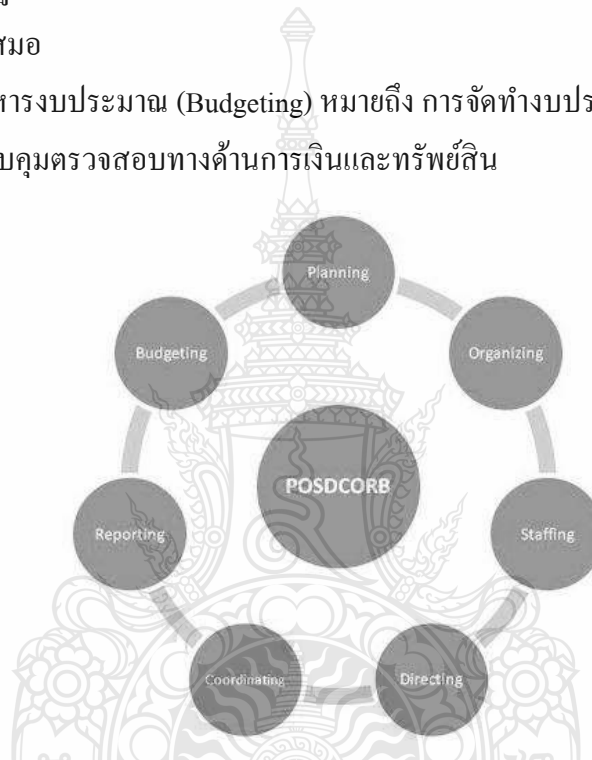 สมอ
หารงบประมาณ (Budgeting) หมายถึง การจัดทำงบประ
บคุมตรวจสอบทางด้านการเงินและทรัพย์สิน
Planning
Budgeting
Organizing
POSDCORB
Reporting
Staffing
Coordinating
Directing